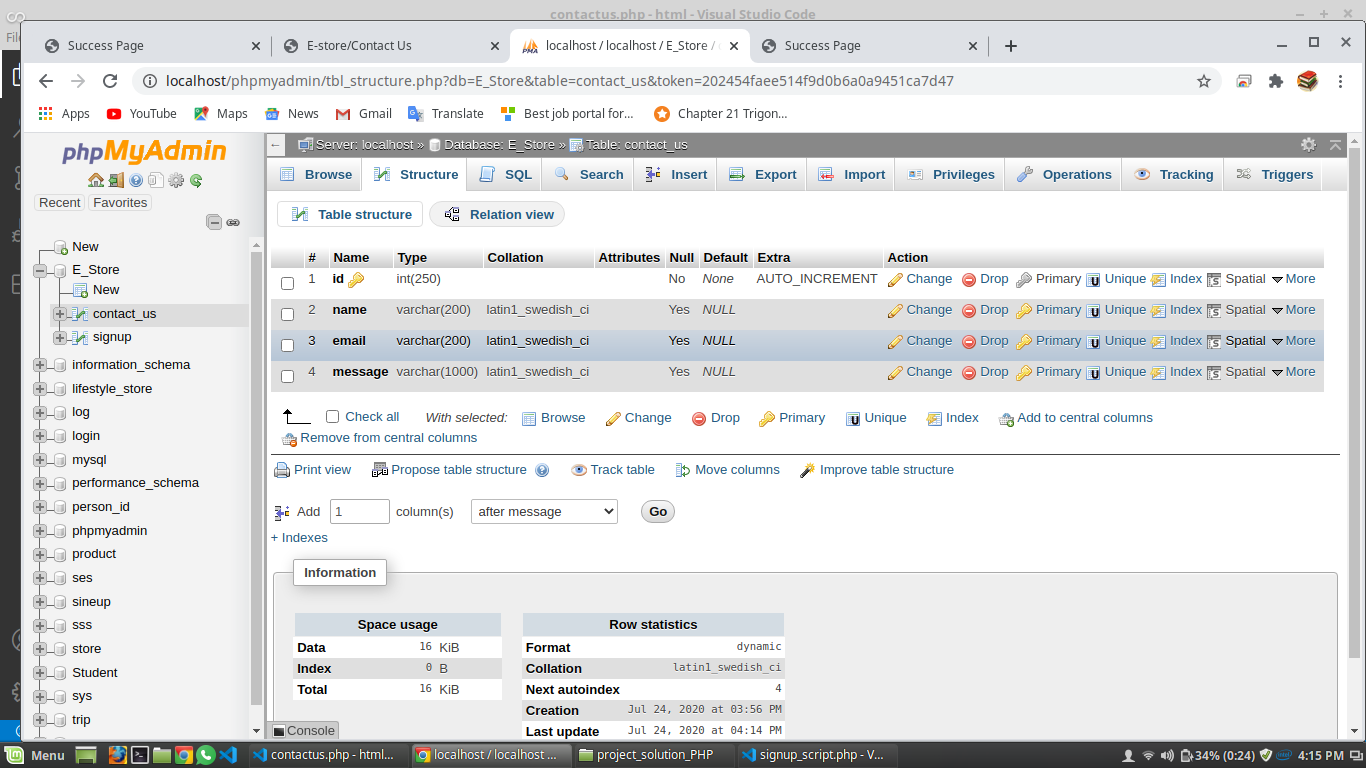 contactus.php - html - Visual Studio Code
File
Success Page
E-store/Contact Us
localhost / localhost / E_Store /
Success Page
localhost/phpmyadmin/tbl_structure.php?db=E_Store&table=contact_us&token=202454faee514f9d0b6a0a9451ca7d47
Apps YouTube Maps News Gmail Translate Best job portal for... Chapter 21 Trigon...
phpMyAdmin
Recent Favorites
New
E_Store
New
contact_us
signup
information_schema
lifestyle_store
log
login
mysql
performance_schema
person_id
phpmyadmin
product
ses
sineup
sss
store
Student
sys
trip
Server: localhost » Database: E_Store » Table: contact_us
Browse Structure SQL Search Insert Export Import Privileges Operations Tracking Triggers
Table structure Relation view
# Name Type Collation Attributes Null Default Extra Action
1 id int(250) No None AUTO_INCREMENT Change Drop Primary Unique Index Spatial More
2 name varchar(200) latin1_swedish_ci Yes NULL Change Drop Primary Unique Index Spatial More
3 email varchar(200) latin1_swedish_ci Yes NULL Change Drop Primary Unique Index Spatial More
4 message varchar(1000) latin1_swedish_ci Yes NULL Change Drop Primary Unique Index Spatial More
Check all With selected: Browse Change Drop Primary Unique Index Add to central columns
Remove from central columns
Print view Propose table structure Track table Move columns Improve table structure
Add 1 column(s) after message Go
+ Indexes
Information
Space usage
Data 16 KiB
Index 0 B
Total 16 KiB
Row statistics
Format dynamic
Collation latin1_swedish_ci
Next autoindex 4
Creation Jul 24, 2020 at 03:56 PM
Last update Jul 24, 2020 at 04:14 PM
Console
Menu contactus.php - html... localhost / localhost ... project_solution_PHP signup_script.php - V... 34% (0:24) 4:15 PM